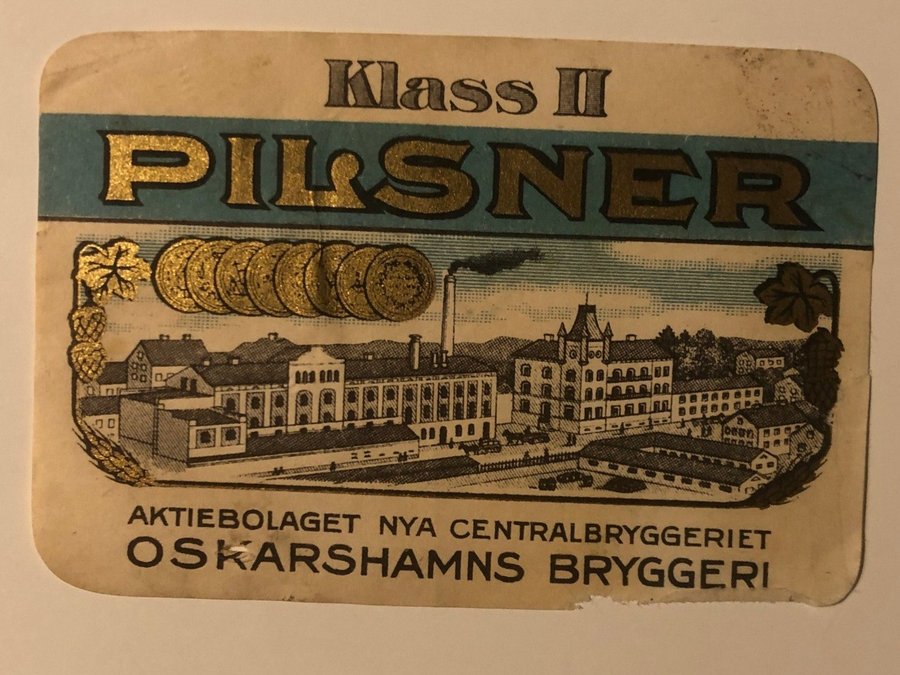 Klass II
PILSNER
AKTIEBOLAGET NYA CENTRALBRYGGERIET
OSKARSHAMNS BRYGGERI